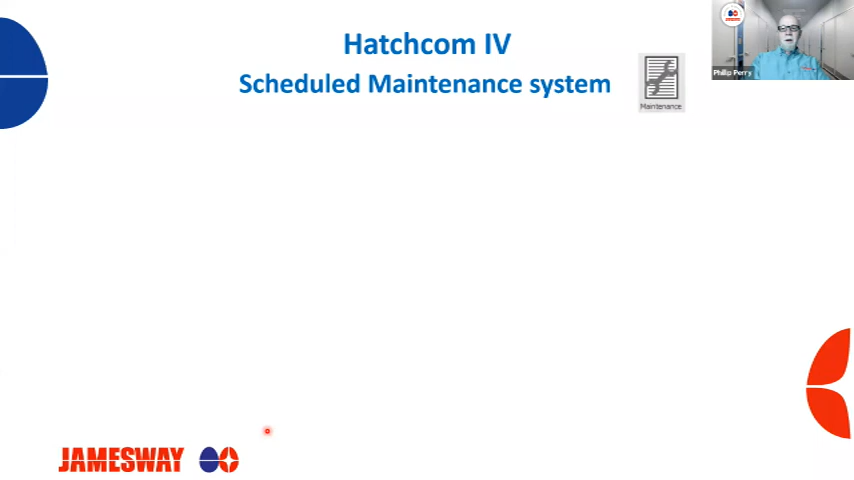 Hatchcom IV
Scheduled Maintenance system
Maintenance
Phillip Perry
JAMESWAY